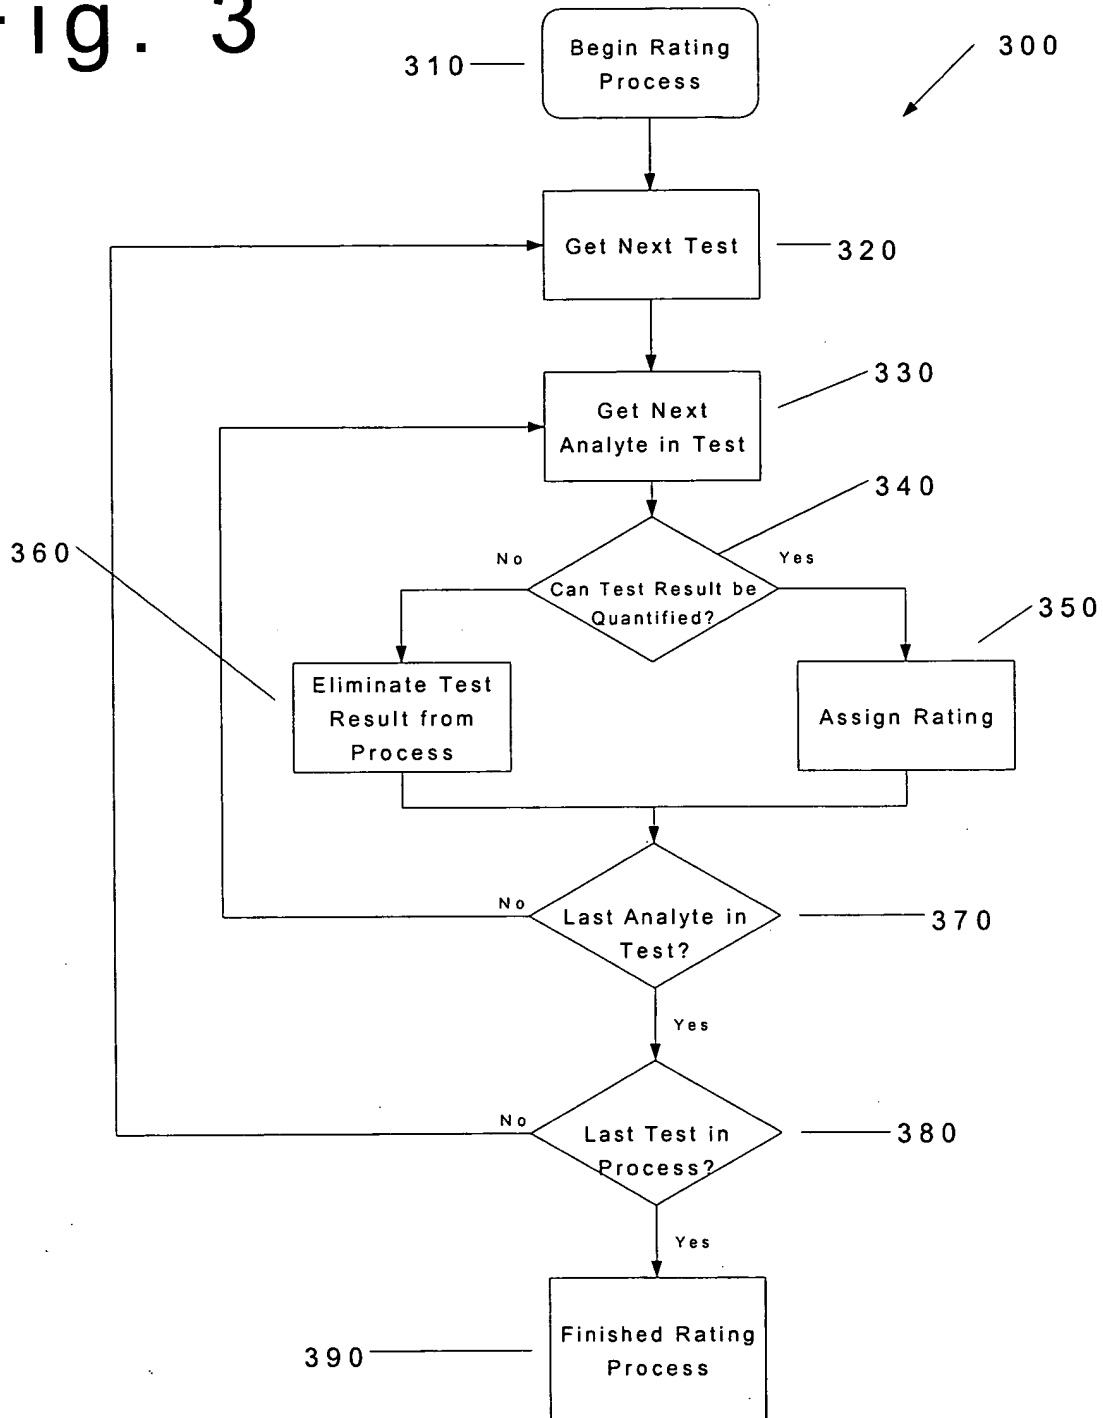 Fig. 3
Begin Rating
Process
310
300
Get Next Test
320
330
Get Next
Analyte in Test
340
360
No
Yes
Can Test Result be
Quantified?
350
Eliminate Test
Result from
Process
Assign Rating
No
Last Analyte in
Test?
370
Yes
No
Last Test in
Process?
380
Yes
Finished Rating
Process
390